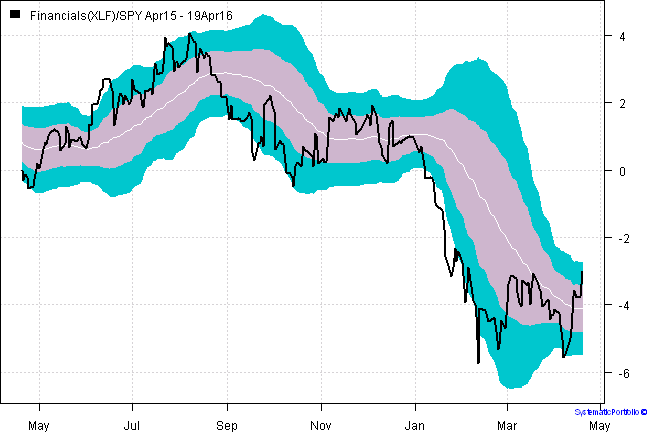 Financials(XLF)/SPY Apr15 - 19Apr16
4
2
0
-2
-4
-6
SystematicPortfolio ©
May Jul Sep Nov Jan Mar May